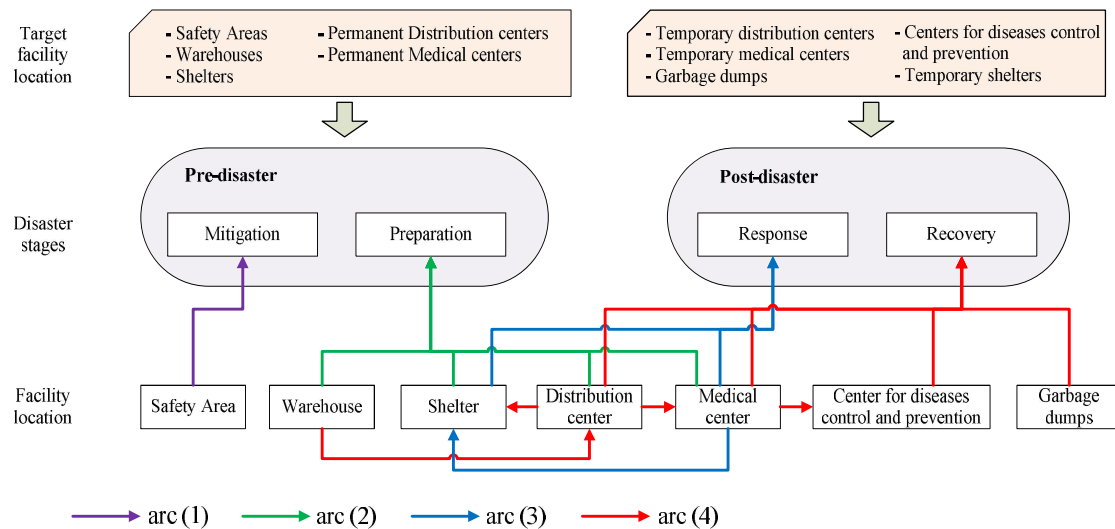 Target
facility
location
- Safety Areas
- Warehouses
- Shelters
- Permanent Distribution centers
- Permanent Medical centers
- Temporary distribution centers
- Temporary medical centers
- Garbage dumps
- Centers for diseases control
and prevention
- Temporary shelters
Disaster
stages
Pre-disaster
Mitigation
Preparation
Post-disaster
Response
Recovery
Facility
location
Safety Area
Warehouse
Shelter
Distribution
center
Medical
center
Center for diseases
control and prevention
Garbage
dumps
arc (1)
arc (2)
arc (3)
arc (4)